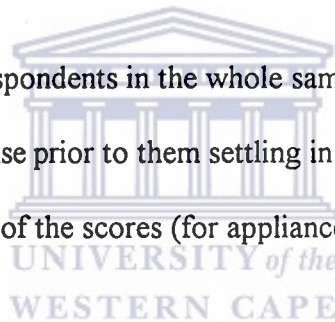 spondents in the whole sam
se prior to them settling in
of the scores (for appliance
UNIVERSITY of the
WESTERN CAPE